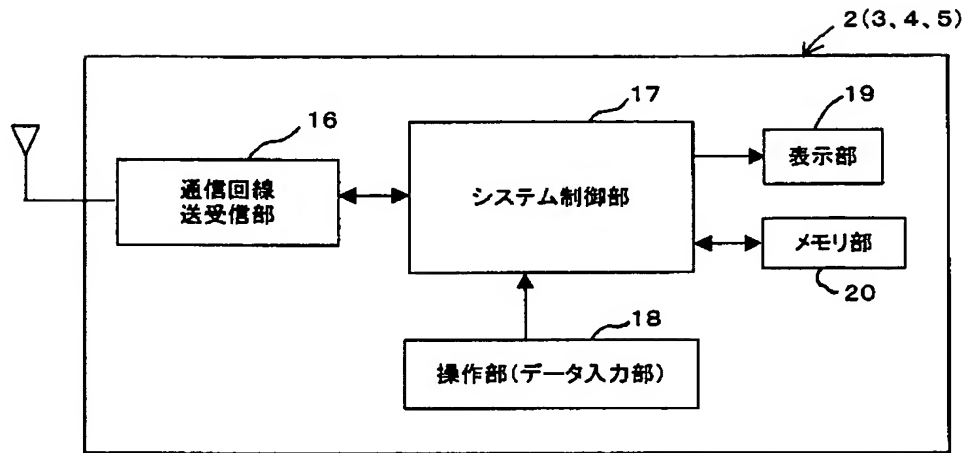 2(3、4、5)
16
17
19
通信回線
送受信部
システム制御部
表示部
メモリ部
20
18
操作部(データ入力部)